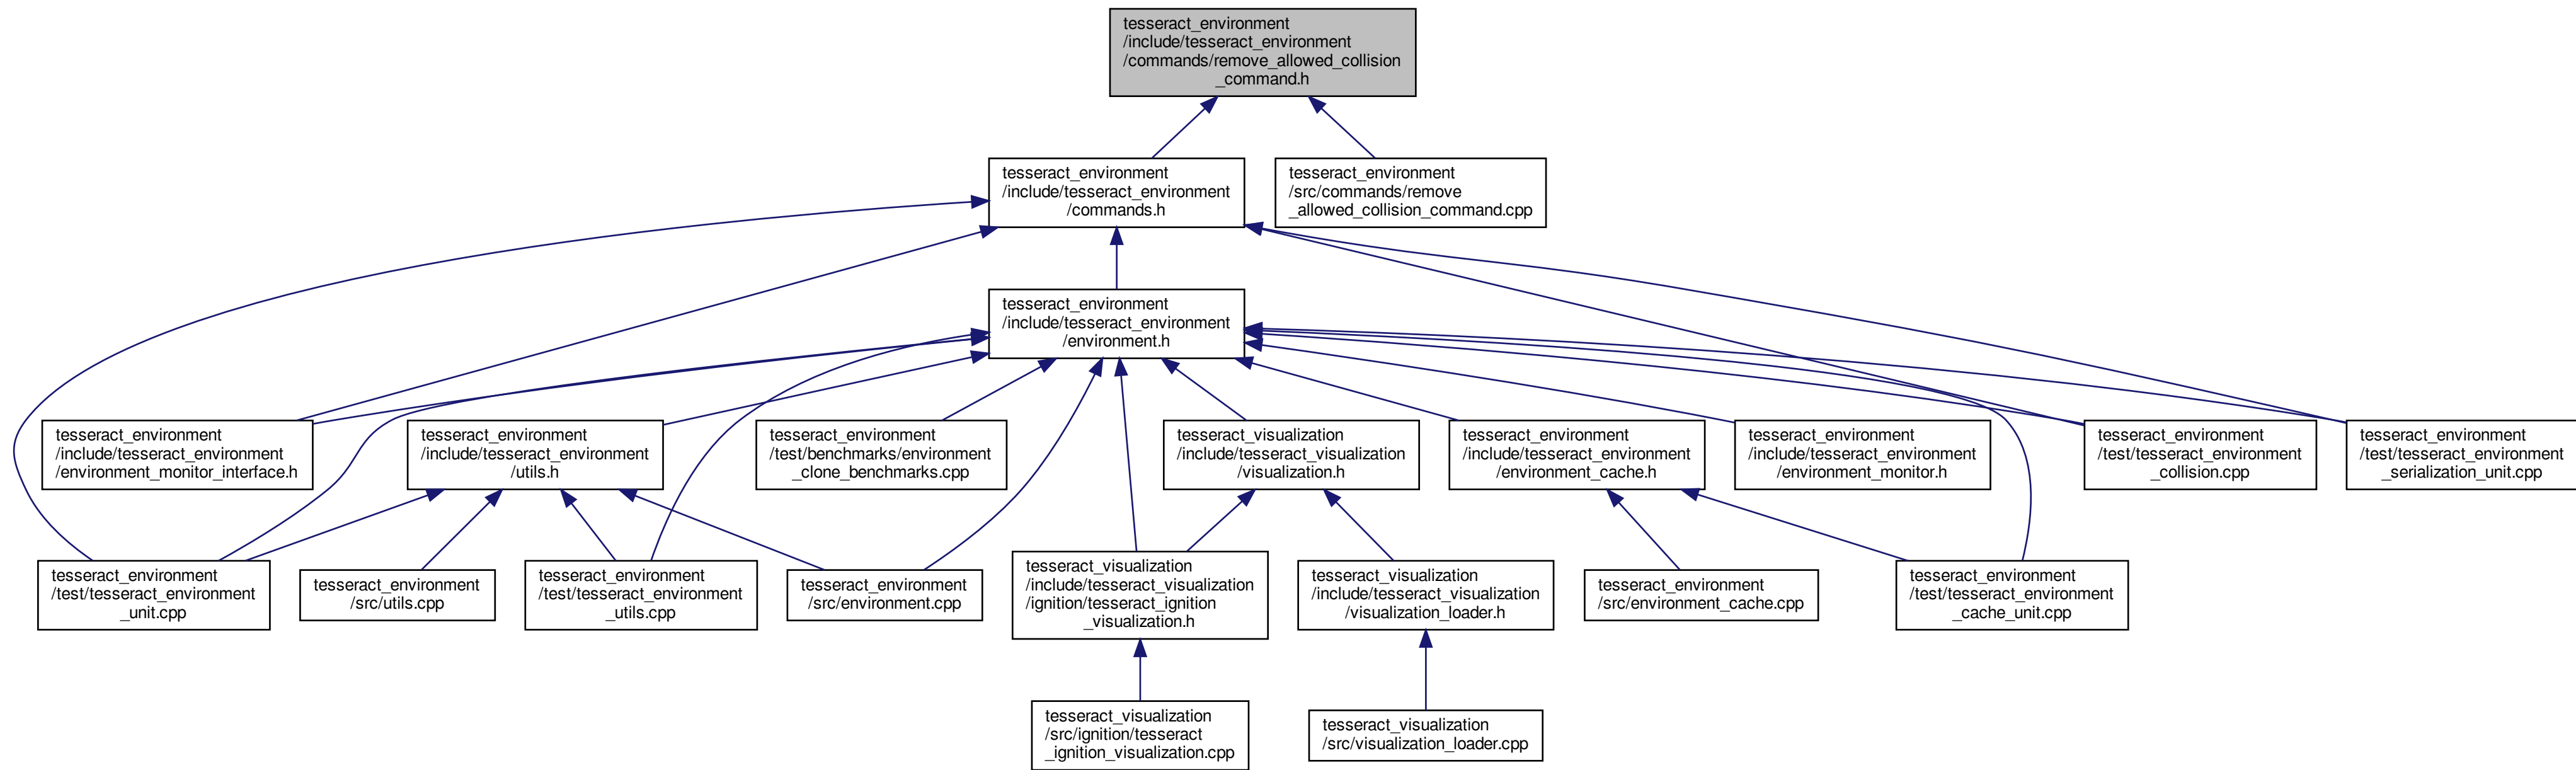 tesseract_environment
/include/tesseract_environment
/commands/remove_allowed_collision
_command.h
tesseract_environment
/include/tesseract_environment
/commands.h
tesseract_environment
/src/commands/remove
_allowed_collision_command.cpp
tesseract_environment
/include/tesseract_environment
/environment.h
tesseract_environment
/include/tesseract_environment
/environment_monitor_interface.h
tesseract_environment
/include/tesseract_environment
/utils.h
tesseract_environment
/test/benchmarks/environment
_clone_benchmarks.cpp
tesseract_visualization
/include/tesseract_visualization
/visualization.h
tesseract_environment
/include/tesseract_environment
/environment_cache.h
tesseract_environment
/include/tesseract_environment
/environment_monitor.h
tesseract_environment
/test/tesseract_environment
_collision.cpp
tesseract_environment
/test/tesseract_environment
_serialization_unit.cpp
tesseract_environment
/test/tesseract_environment
_unit.cpp
tesseract_environment
/src/utils.cpp
tesseract_environment
/test/tesseract_environment
_utils.cpp
tesseract_environment
/src/environment.cpp
tesseract_visualization
/include/tesseract_visualization
/ignition/tesseract_ignition
_visualization.h
tesseract_visualization
/include/tesseract_visualization
/visualization_loader.h
tesseract_environment
/src/environment_cache.cpp
tesseract_environment
/test/tesseract_environment
_cache_unit.cpp
tesseract_visualization
/src/ignition/tesseract
_ignition_visualization.cpp
tesseract_visualization
/src/visualization_loader.cpp